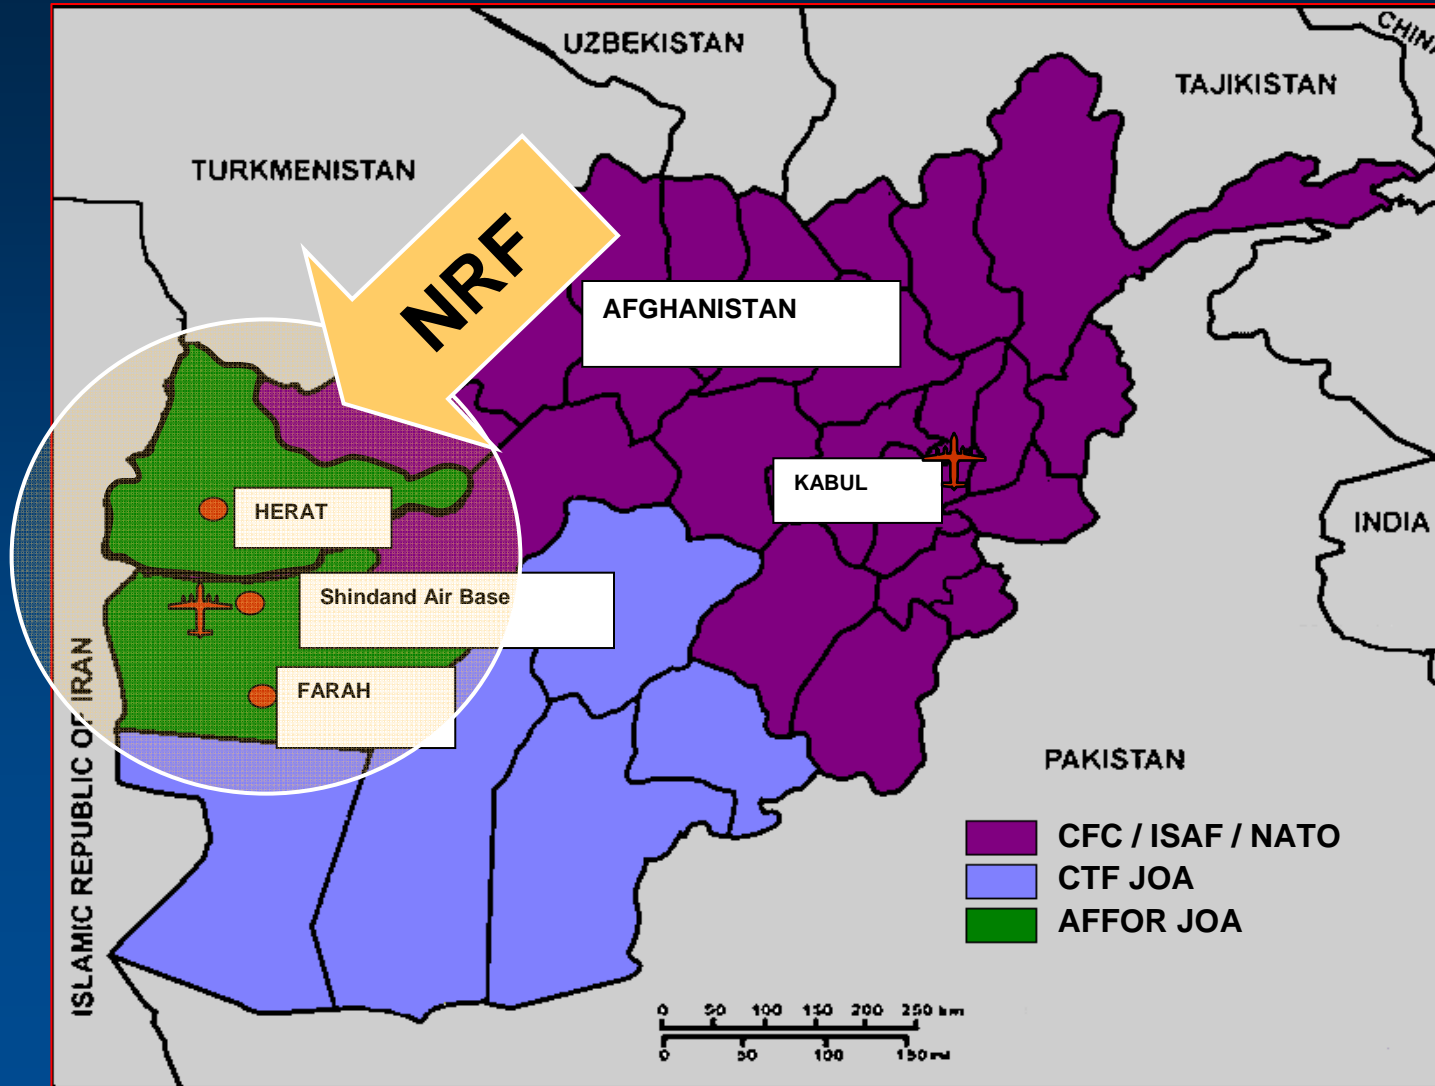 UZBEKISTAN
CHINA
TAJIKISTAN
TURKMENISTAN
NRF
AFGHANISTAN
KABUL
HERAT
INDIA
Shindand Air Base
FARAH
ISLAMIC REPUBLIC OF IRAN
PAKISTAN
CFC / ISAF / NATO
CTF JOA
AFFOR JOA
0 50 100 150 200 250 km
0 50 100 150 mi